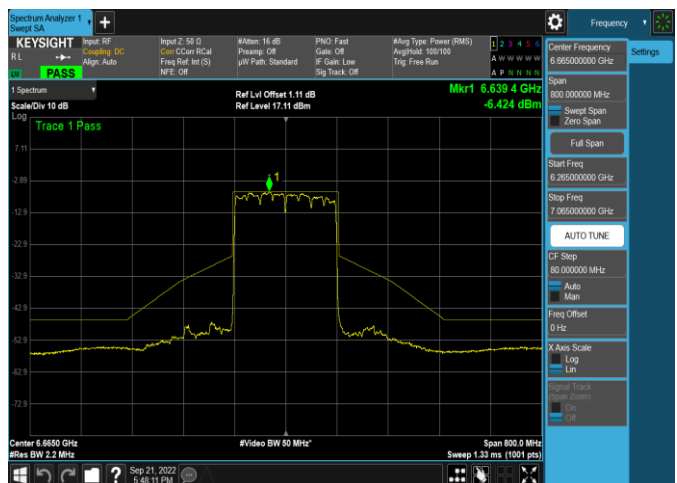 Spectrum Analyzer 1
Swept SA
Frequency
KEYSIGHT
Input: RF
Input Z: 50 Ω
#Atten: 16 dB
PNO: Fast
#Avg Type: Power (RMS)
1 2 3 4 5 6
R L
Coupling: DC
Corr CCorr RCal
Preamp: Off
Gate: Off
Avg|Hold: 100/100
A W W W W W
Align: Auto
Freq Ref: Int (S)
µW Path: Standard
IF Gain: Low
Trig: Free Run
PASS
NFE: Off
Sig Track: Off
A P N N N N
1 Spectrum
Scale/Div 10 dB
Ref Lvl Offset 1.11 dB
Ref Level 17.11 dBm
Mkr1 6.639 4 GHz
-6.424 dBm
Log
Trace 1 Pass
7.11
-2.89
-12.9
-22.9
-32.9
-42.9
-52.9
-62.9
-72.9
1
Center 6.6650 GHz
#Video BW 50 MHz*
Span 800.0 MHz
#Res BW 2.2 MHz
Sweep 1.33 ms (1001 pts)
Sep 21, 2022
5:48:11 PM
Center Frequency
6.665000000 GHz
Settings
Span
800.000000 MHz
Swept Span
Zero Span
Full Span
Start Freq
6.265000000 GHz
Stop Freq
7.065000000 GHz
AUTO TUNE
CF Step
80.000000 MHz
Auto
Man
Freq Offset
0 Hz
X Axis Scale
Log
Lin
Signal Track
(Span Zoom)
On
Off